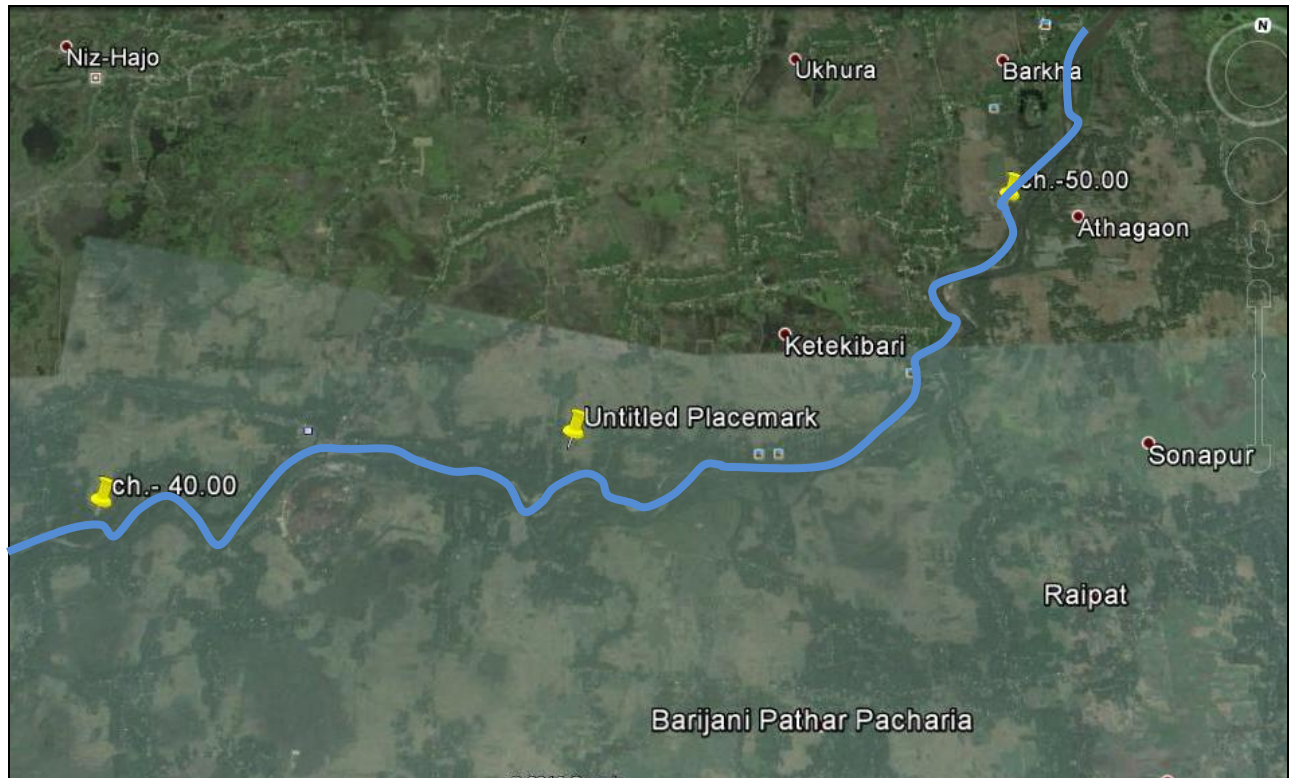 N
Niz-Hajo
Ukhura
Barkha
ch.-50.00
Athagaon
Ketekibari
Untitled Placemark
Sonapur
ch.- 40.00
Raipat
Barijani Pathar Pacharia